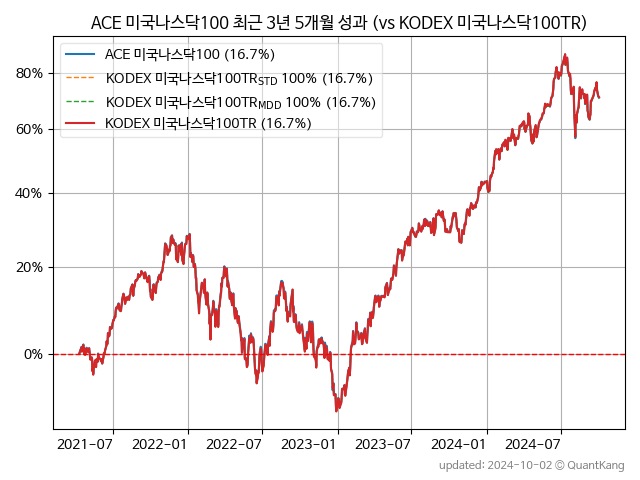 ACE 미국나스닥100 최근 3년 5개월 성과 (vs KODEX 미국나스닥100TR)
ACE 미국나스닥100 (16.7%)
KODEX 미국나스닥100TR_STD 100% (16.7%)
KODEX 미국나스닥100TR_MDD 100% (16.7%)
KODEX 미국나스닥100TR (16.7%)
80%
60%
40%
20%
0%
2021-07 2022-01 2022-07 2023-01 2023-07 2024-01 2024-07
updated: 2024-10-02 © QuantKang